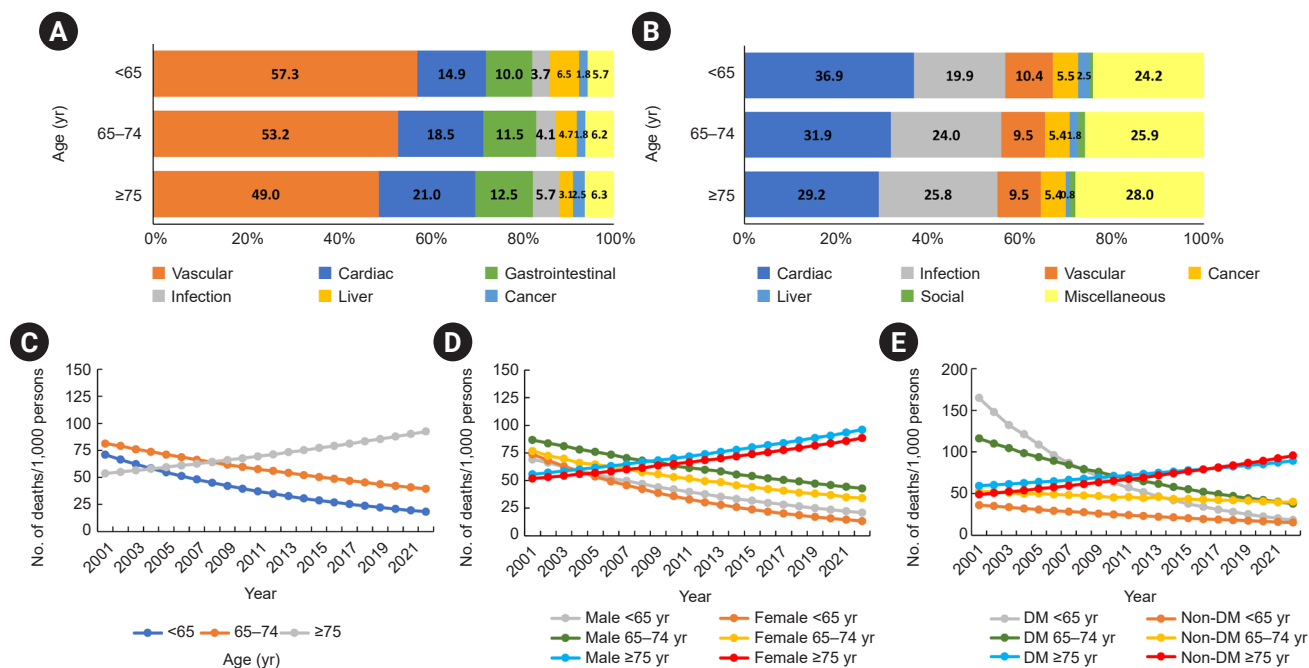 A
Age (yr)
<65
57.3 14.9 10.0 3.7 6.5 1.8 5.7
65–74
53.2 18.5 11.5 4.1 4.7 1.8 6.2
≥75
49.0 21.0 12.5 5.7 3.1 2.5 6.3
0% 20% 40% 60% 80% 100%
Vascular Cardiac Gastrointestinal
Infection Liver Cancer
B
Age (yr)
<65
36.9 19.9 10.4 5.5 2.5 24.2
65–74
31.9 24.0 9.5 5.4 1.8 25.9
≥75
29.2 25.8 9.5 5.4 0.8 28.0
0% 20% 40% 60% 80% 100%
Cardiac Infection Vascular Cancer
Liver Social Miscellaneous
C
No. of deaths/1,000 persons
150
125
100
75
50
25
0
2001 2003 2005 2007 2009 2011 2013 2015 2017 2019 2021
Year
<65 65–74 ≥75
Age (yr)
D
No. of deaths/1,000 persons
150
125
100
75
50
25
0
2001 2003 2005 2007 2009 2011 2013 2015 2017 2019 2021
Year
Male <65 yr Female <65 yr
Male 65–74 yr Female 65–74 yr
Male ≥75 yr Female ≥75 yr
E
No. of deaths/1,000 persons
200
150
100
50
0
2001 2003 2005 2007 2009 2011 2013 2015 2017 2019 2021
Year
DM <65 yr Non-DM <65 yr
DM 65–74 yr Non-DM 65–74 yr
DM ≥75 yr Non-DM ≥75 yr